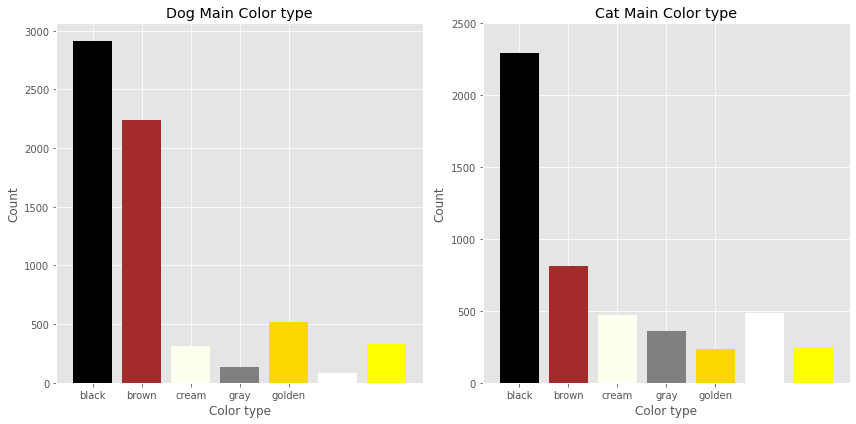 Dog Main Color type
3000
2500
2000
1500
1000
500
0
Count
black brown cream gray golden
Color type
Cat Main Color type
2500
2000
1500
1000
500
0
Count
black brown cream gray golden
Color type